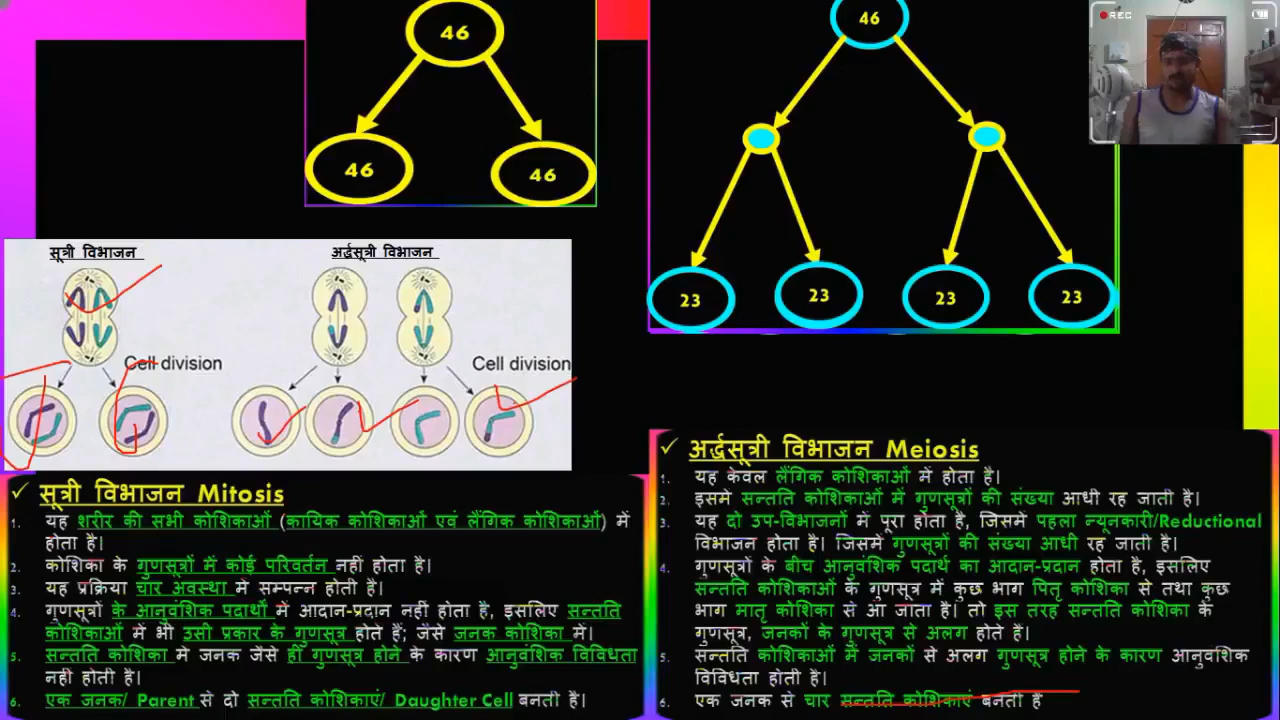 46
46
46
46
23
23
23
23
REC
सूत्री विभाजन
अर्द्धसूत्री विभाजन
Cell division
Cell division
✓ सूत्री विभाजन Mitosis
1. यह शरीर की सभी कोशिकाओं (कायिक कोशिकाओं एवं लैंगिक कोशिकाओं) में
होता है।
2. कोशिका के गुणसूत्रों में कोई परिवर्तन नहीं होता है।
3. यह प्रक्रिया चार अवस्था में सम्पन्न होती है।
4. गुणसूत्रों के आनुवंशिक पदार्थों में आदान-प्रदान नहीं होता है, इसलिए सन्तति
कोशिकाओं में भी उसी प्रकार के गुणसूत्र होते हैं; जैसे जनक कोशिका में।
5. सन्तति कोशिका में जनक जैसे ही गुणसूत्र होने के कारण आनुवंशिक विविधता
नहीं होती है।
6. एक जनक/ Parent से दो सन्तति कोशिकाएं/ Daughter Cell बनती है।
✓ अर्द्धसूत्री विभाजन Meiosis
1. यह केवल लैंगिक कोशिकाओं में होता है।
2. इसमें सन्तति कोशिकाओं में गुणसूत्रों की संख्या आधी रह जाती है।
3. यह दो उप-विभाजनों में पूरा होता है, जिसमें पहला न्यूनकारी/Reductional
विभाजन होता है। जिसमें गुणसूत्रों की संख्या आधी रह जाती है।
4. गुणसूत्रों के बीच आनुवंशिक पदार्थ का आदान-प्रदान होता है, इसलिए
सन्तति कोशिकाओं के गुणसूत्र में कुछ भाग पितृ कोशिका से तथा कुछ
भाग मातृ कोशिका से आ जाता है। तो इस तरह सन्तति कोशिका के
गुणसूत्र, जनकों के गुणसूत्र से अलग होते हैं।
5. सन्तति कोशिकाओं में जनकों से अलग गुणसूत्र होने के कारण आनुवंशिक
विविधता होती है।
6. एक जनक से चार सन्तति कोशिकाएं बनती हैं